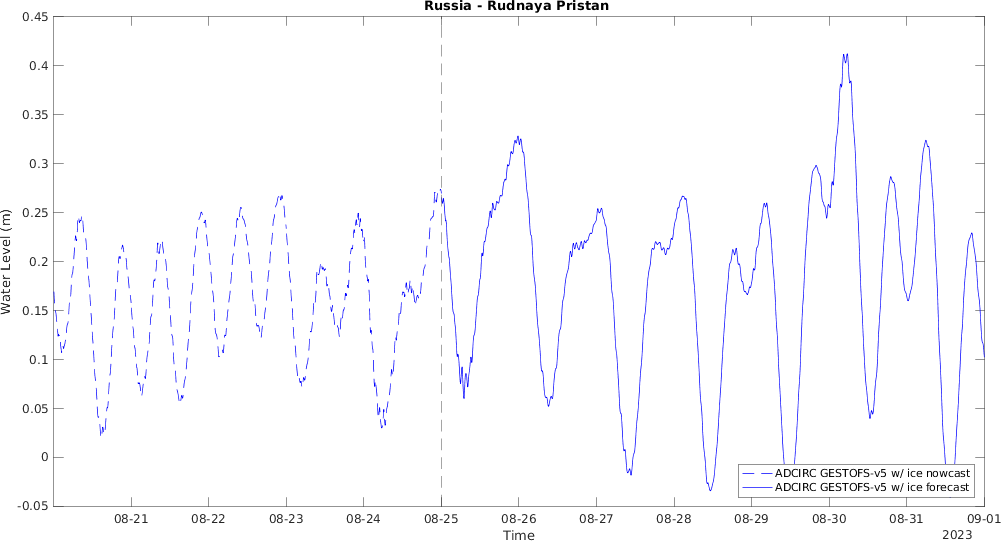 Russia - Rudnaya Pristan
Water Level (m)
0.45
0.4
0.35
0.3
0.25
0.2
0.15
0.1
0.05
0
-0.05
ADCIRC GESTOFS-v5 w/ ice nowcast
ADCIRC GESTOFS-v5 w/ ice forecast
08-21 08-22 08-23 08-24 08-25 08-26 08-27 08-28 08-29 08-30 08-31 09-01
Time
2023